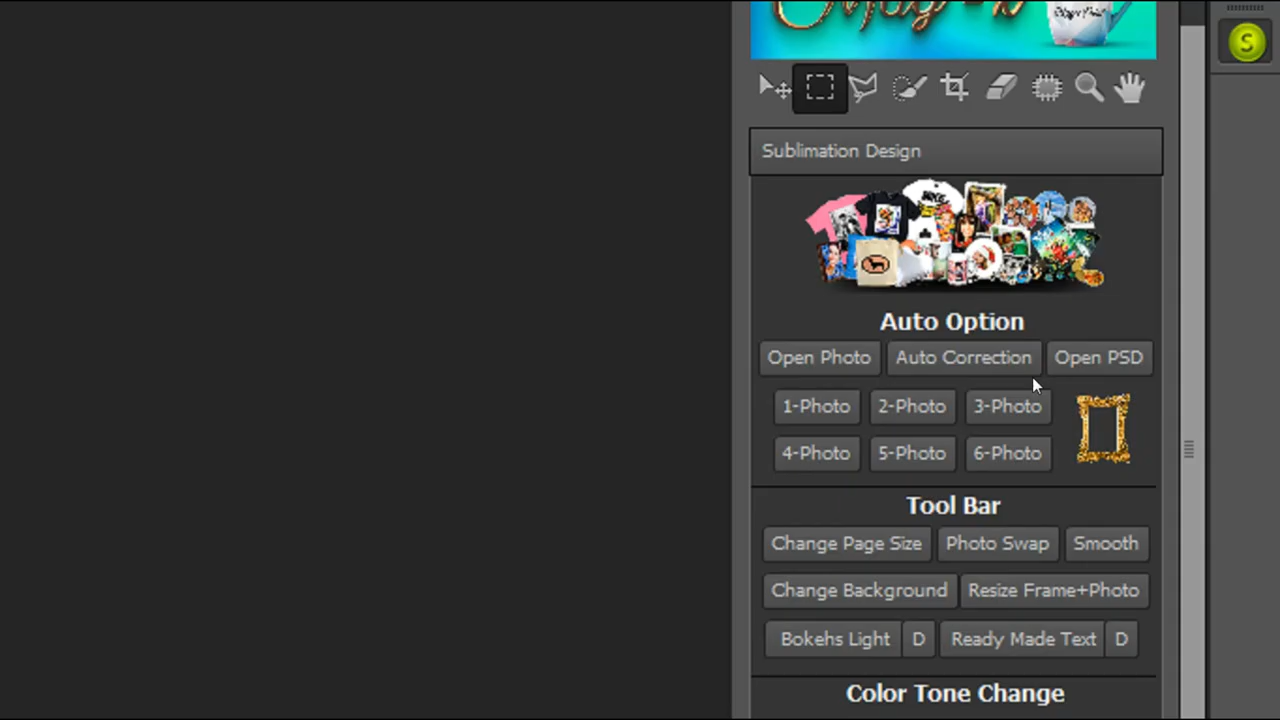 Sublimation Design
Auto Option
Open Photo Auto Correction Open PSD
1-Photo 2-Photo 3-Photo
4-Photo 5-Photo 6-Photo
Tool Bar
Change Page Size Photo Swap Smooth
Change Background Resize Frame+Photo
Bokehs Light D Ready Made Text D
Color Tone Change
S